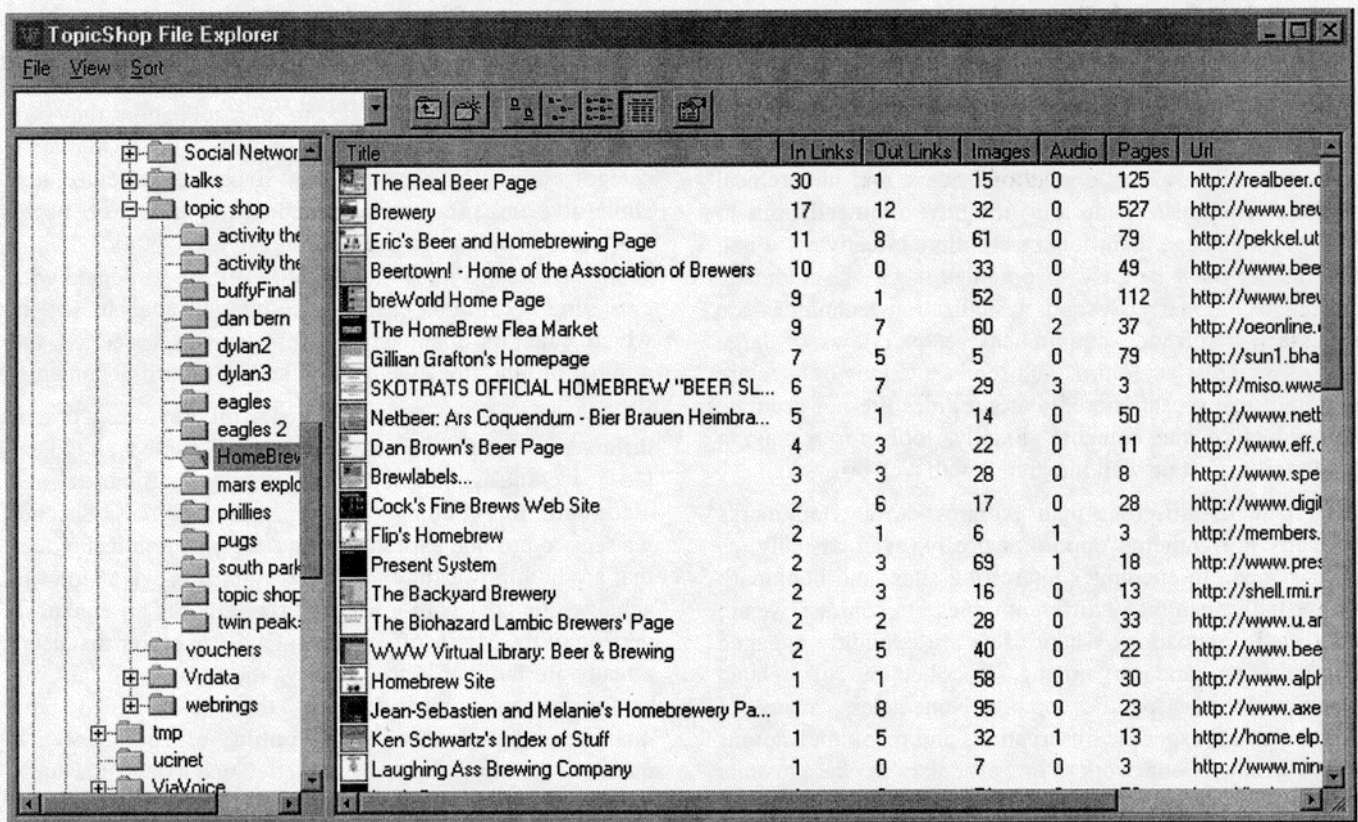 TopicShop File Explorer
File View Sort
Social Networ
talks
topic shop
activity the
activity the
buffyFinal
dan bern
dylan2
dylan3
eagles
eagles 2
HomeBrew
mars explo
phillies
pugs
south park
topic shop
twin peaks
vouchers
Vrdata
webrings
tmp
ucinet
ViaVoice
Title In Links Out Links Images Audio Pages Url
The Real Beer Page 30 1 15 0 125 http://realbeer.c
Brewery 17 12 32 0 527 http://www.brew
Eric's Beer and Homebrewing Page 11 8 61 0 79 http://pekkel.ut
Beertown! - Home of the Association of Brewers 10 0 33 0 49 http://www.bee
breWorld Home Page 9 1 52 0 112 http://www.brew
The HomeBrew Flea Market 9 7 60 2 37 http://oeonline.
Gillian Grafton's Homepage 7 5 5 0 79 http://sun1.bha
SKOTRATS OFFICIAL HOMEBREW "BEER SL... 6 7 29 3 3 http://miso.wwa
Netbeer: Ars Coquendum - Bier Brauen Heimbra... 5 1 14 0 50 http://www.netb
Dan Brown's Beer Page 4 3 22 0 11 http://www.eff.c
Brewlabels... 3 3 28 0 8 http://www.spe
Cock's Fine Brews Web Site 2 6 17 0 28 http://www.digit
Flip's Homebrew 2 1 6 0 3 http://members.
Present System 2 3 69 1 18 http://www.pres
The Backyard Brewery 2 3 16 0 13 http://shell.rmi.r
The Biohazard Lambic Brewers' Page 2 2 28 0 33 http://www.u.ar
WWW Virtual Library: Beer & Brewing 2 5 40 0 22 http://www.bee
Homebrew Site 1 1 58 0 30 http://www.alph
Jean-Sebastien and Melanie's Homebrewery Pa... 1 1 95 0 23 http://www.axe
Ken Schwartz's Index of Stuff 1 6 32 1 13 http://home.elp.
Laughing Ass Brewing Company 1 0 7 0 3 http://www.mine